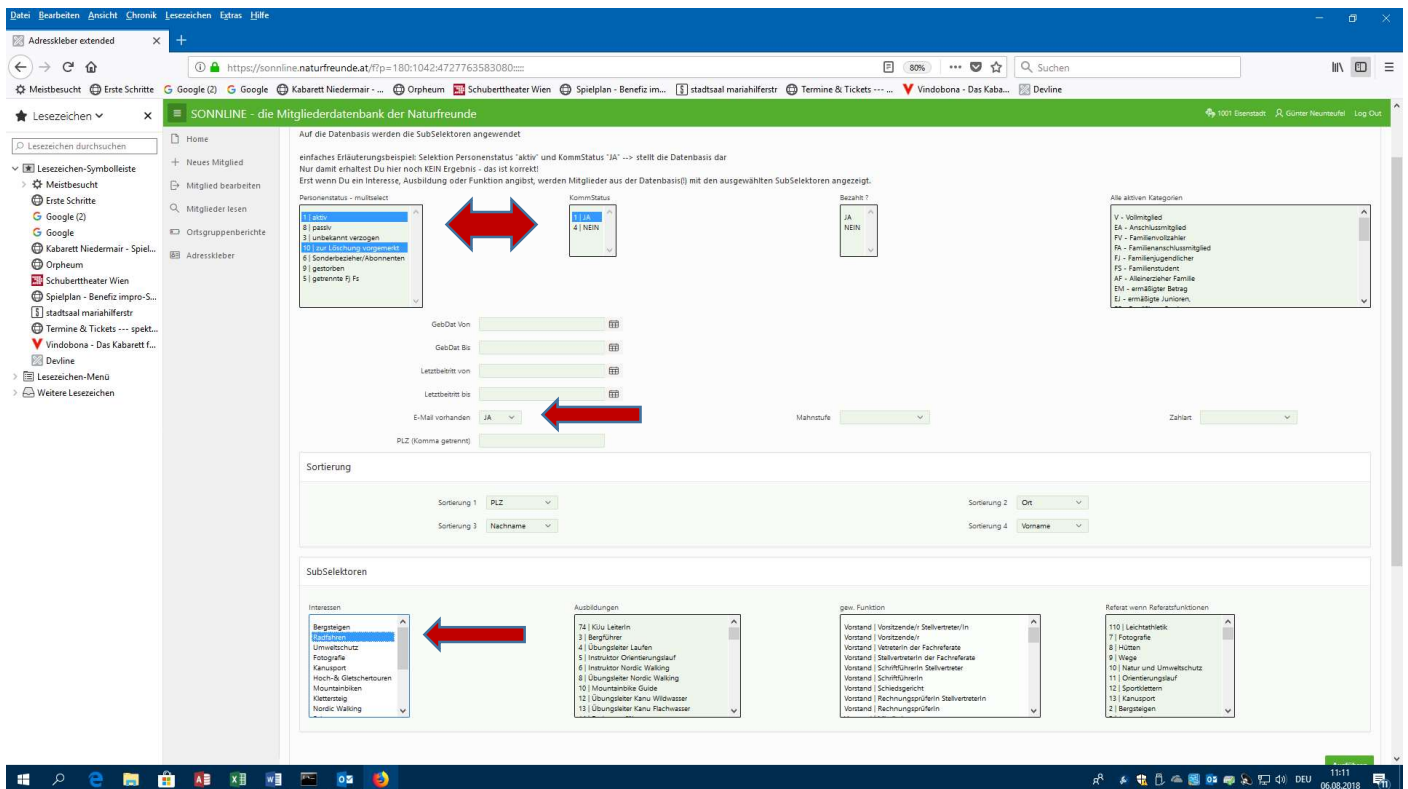 Datei Bearbeiten Ansicht Chronik Lesezeichen Extras Hilfe
Adresskleber extended
https://sonnline.naturfreunde.at/f?p=180:1042:4727763583080:::::
80%
Suchen
Meistbesucht Erste Schritte Google (2) Google Kabarett Niedermair - ... Orpheum Schuberttheater Wien Spielplan - Benefiz im... stadtsaal mariahilferstr Termine & Tickets --- ... Vindobona - Das Kaba... Devline
Lesezeichen
SONNLINE - die Mitgliederdatenbank der Naturfreunde
1001 Eisenstadt Günter Neunteufel Log Out
Lesezeichen durchsuchen
Lesezeichen-Symbolleiste
Meistbesucht
Erste Schritte
Google (2)
Google
Kabarett Niedermair - Spiel...
Orpheum
Schuberttheater Wien
Spielplan - Benefiz impro-S...
stadtsaal mariahilferstr
Termine & Tickets --- spekt...
Vindobona - Das Kabarett f...
Devline
Lesezeichen-Menü
Weitere Lesezeichen
Home
Neues Mitglied
Mitglied bearbeiten
Mitglieder lesen
Ortsgruppenberichte
Adresskleber
Auf die Datenbasis werden die SubSelektoren angewendet
einfaches Erläuterungsbeispiel: Selektion Personenstatus "aktiv" und KommStatus "JA" --> stellt die Datenbasis dar
Nur damit erhaltest Du hier noch KEIN Ergebnis - das ist korrekt!
Erst wenn Du ein Interesse, Ausbildung oder Funktion angibst, werden Mitglieder aus der Datenbasis(!) mit den ausgewählten SubSelektoren angezeigt.
Personenstatus - mulitselect
1 | aktiv
8 | passiv
3 | unbekannt verzogen
10 | zur Löschung vorgemerkt
6 | Sonderbezieher/Abonnenten
9 | gestorben
5 | getrennte FJ Fs
KommStatus
1 | JA
4 | NEIN
Bezahlt ?
JA
NEIN
Alle aktiven Kategorien
V - Vollmitglied
EA - Anschlussmitglied
FV - Familienvollzahler
FA - Familienanschlussmitglied
FJ - Familienjugendlicher
FS - Familienstudent
AF - Alleinerzieher Familie
EM - ermäßigter Betrag
EJ - ermäßigte Junioren,
GebDat Von
GebDat Bis
Letztbeitritt von
Letztbeitritt bis
E-Mail vorhanden JA
Mahnstufe
Zahlart
PLZ (Komma getrennt)
Sortierung
Sortierung 1 PLZ
Sortierung 2 Ort
Sortierung 3 Nachname
Sortierung 4 Vorname
SubSelektoren
Interessen
Bergsteigen
Radfahren
Umweltschutz
Fotografie
Kanusport
Hoch-& Gletschertouren
Mountainbiken
Klettersteig
Nordic Walking
Ausbildungen
74 | KiJu LeiterIn
3 | Bergführer
4 | Übungsleiter Laufen
5 | Instruktor Orientierungslauf
6 | Instruktor Nordic Walking
8 | Übungsleiter Nordic Walking
10 | Mountainbike Guide
12 | Übungsleiter Kanu Wildwasser
13 | Übungsleiter Kanu Flachwasser
gew. Funktion
Vorstand | Vorsitzende/r Stellvertreter/in
Vorstand | Vorsitzende/r
Vorstand | VetreterIn der Fachreferate
Vorstand | StellvertreterIn der Fachreferate
Vorstand | SchriftführerIn Stellvertreter
Vorstand | SchriftführerIn
Vorstand | Schiedsgericht
Vorstand | RechnungsprüferIn StellvertreterIn
Vorstand | RechnungsprüferIn
Referat wenn Referatsfunktionen
110 | Leichtathletik
7 | Fotografie
8 | Hütten
9 | Wege
10 | Natur und Umweltschutz
11 | Orientierungslauf
12 | Sportklettern
13 | Kanusport
2 | Bergsteigen
DEU
11:11
06.08.2018